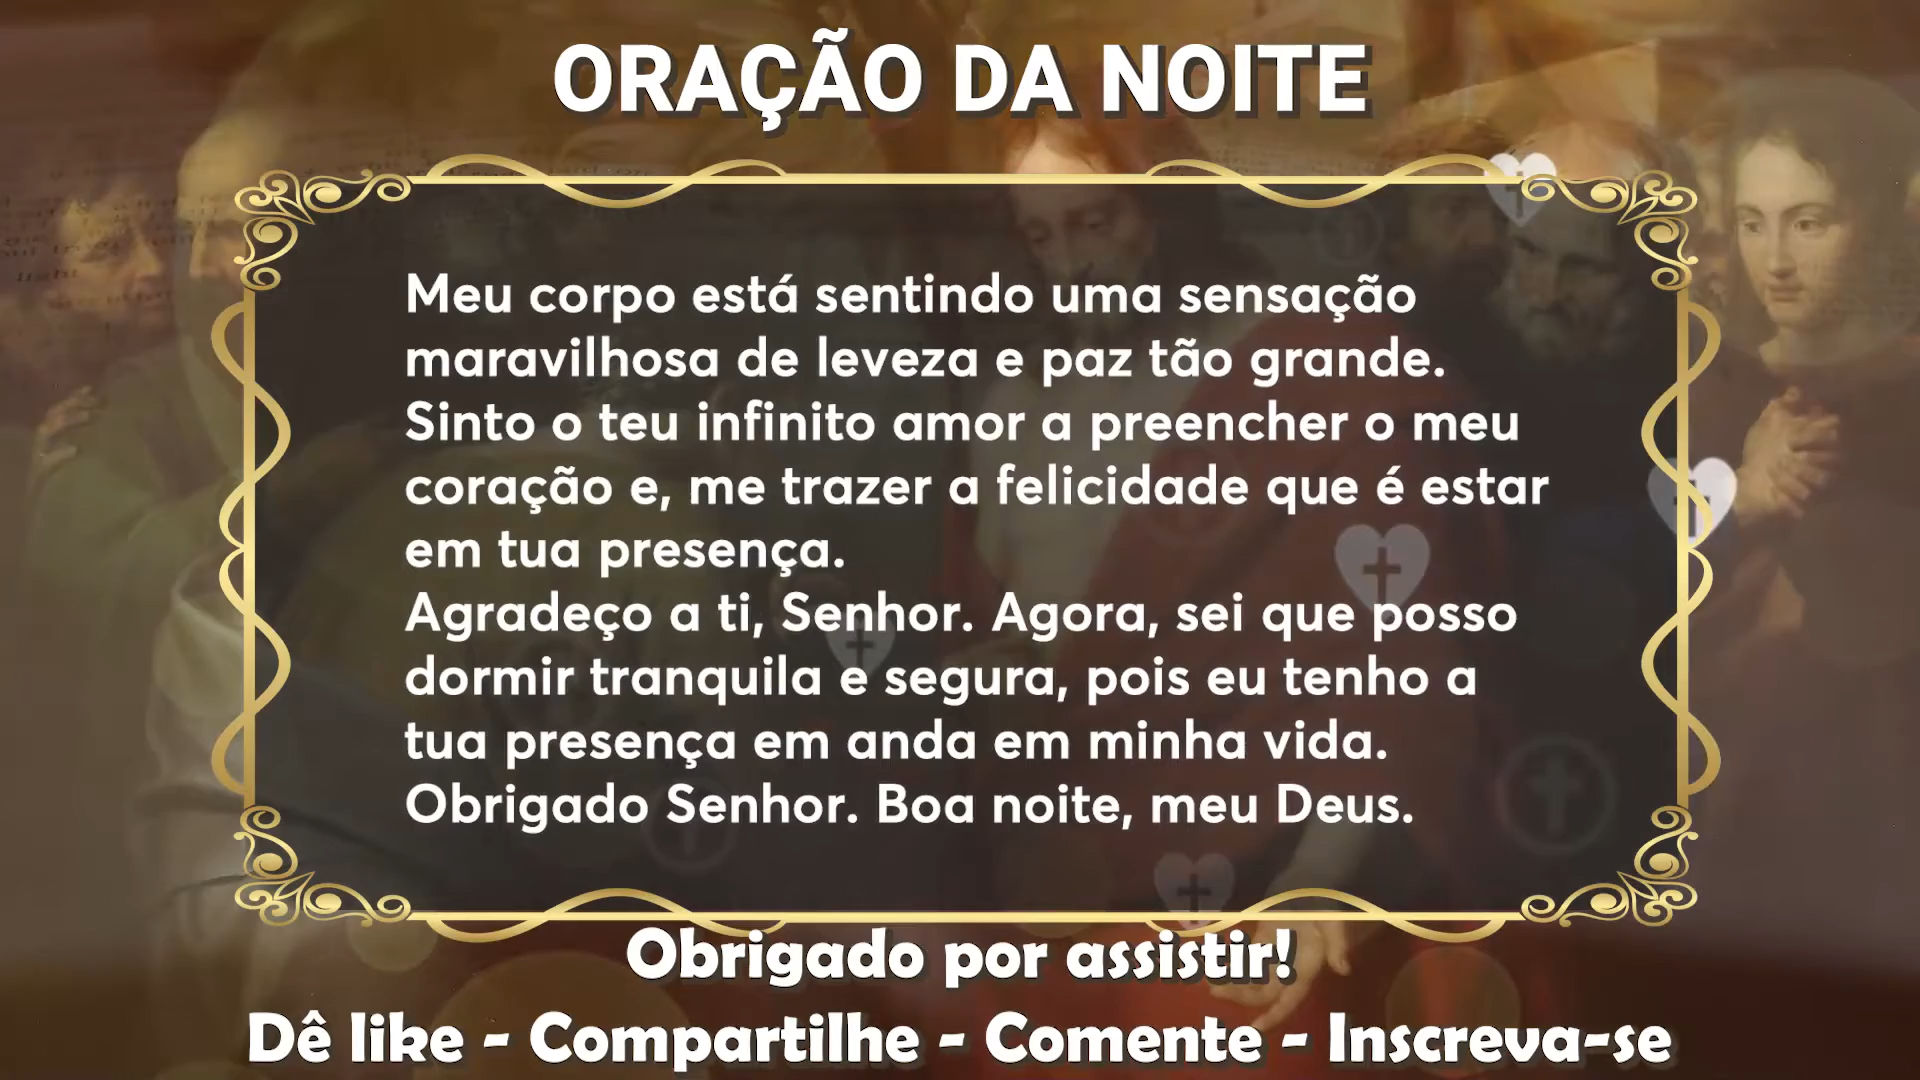 ORAÇÃO DA NOITE
Meu corpo está sentindo uma sensação
maravilhosa de leveza e paz tão grande.
Sinto o teu infinito amor a preencher o meu
coração e, me trazer a felicidade que é estar
em tua presença.
Agradeço a ti, Senhor. Agora, sei que posso
dormir tranquila e segura, pois eu tenho a
tua presença em anda em minha vida.
Obrigado Senhor. Boa noite, meu Deus.
Obrigado por assistir!
Dê like - Compartilhe - Comente - Inscreva-se